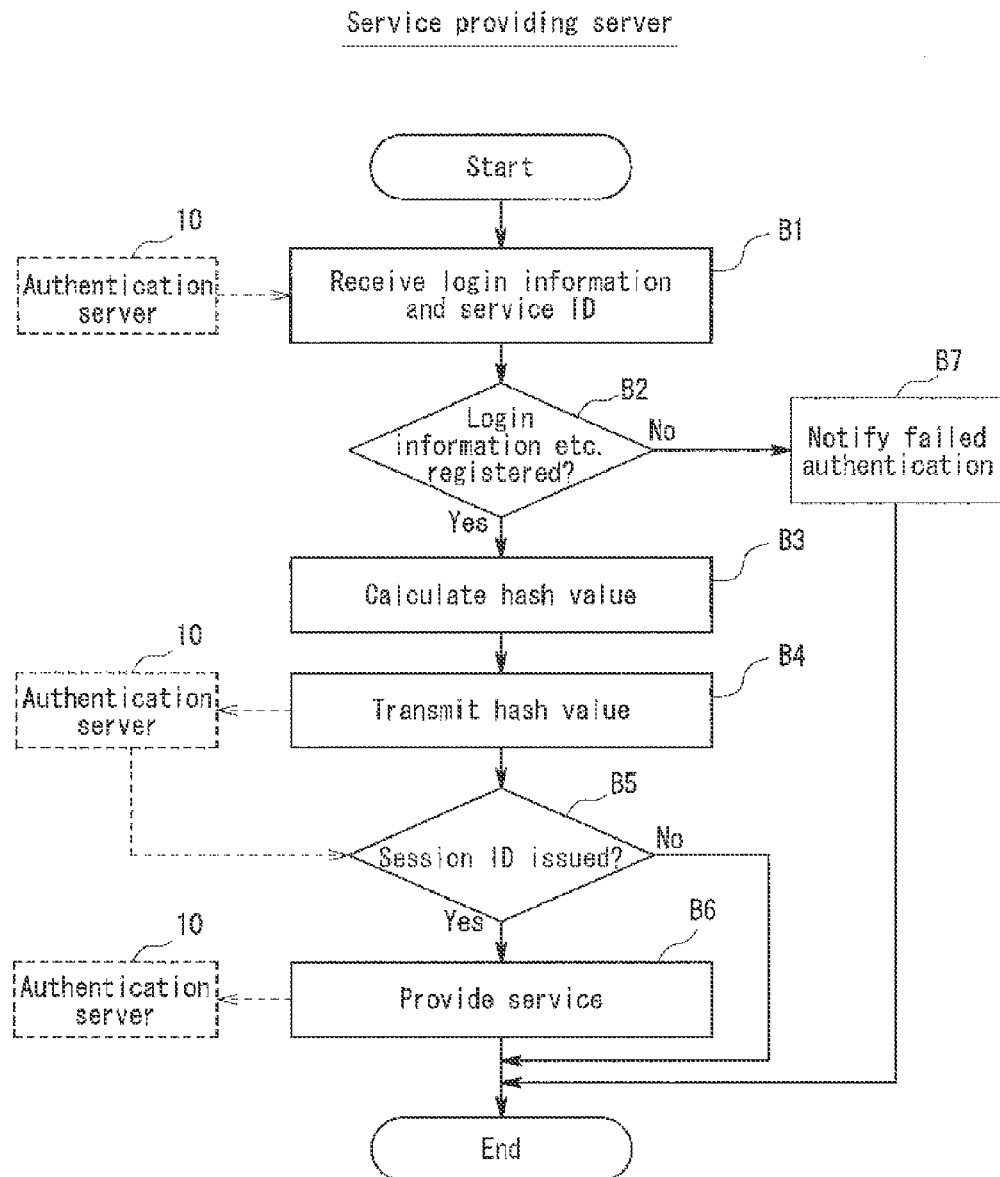 Service providing server
Start
10
B1
Authentication
server
Receive login information
and service ID
B7
B2
Login
information etc.
registered?
No
Notify failed
authentication
Yes
B3
Calculate hash value
10
B4
Authentication
server
Transmit hash value
B5
Session ID issued?
No
Yes
B6
10
Authentication
server
Provide service
End